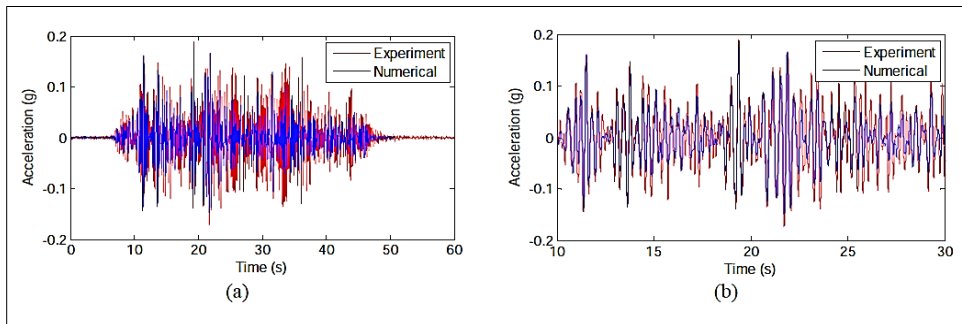 0.2
0.1
0
-0.1
-0.2
Acceleration (g)
Experiment
Numerical
0 10 20 30 40 50 60
Time (s)
(a)
0.2
0.1
0
-0.1
-0.2
Acceleration (g)
Experiment
Numerical
10 15 20 25 30
Time (s)
(b)